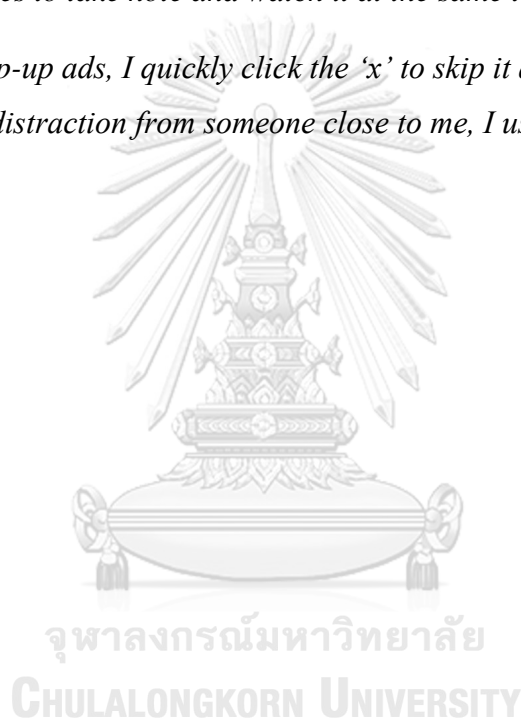 to take note and watch it at the same
p-up ads, I quickly click the ‘x’ to skip it
distraction from someone close to me, I
จุฬาลงกรณ์มหาวิทยาลัย
CHULALONGKORN UNIVERSITY